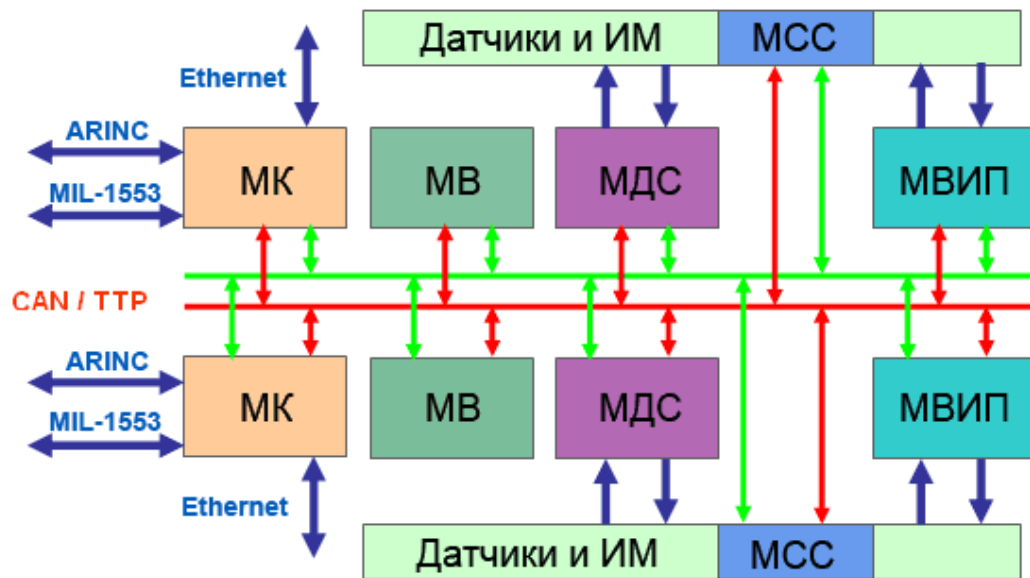 Датчики и ИМ МСС
Ethernet
ARINC
MIL-1553
МК МВ МДС МВИП
CAN / TTP
ARINC
MIL-1553
МК МВ МДС МВИП
Ethernet
Датчики и ИМ МСС